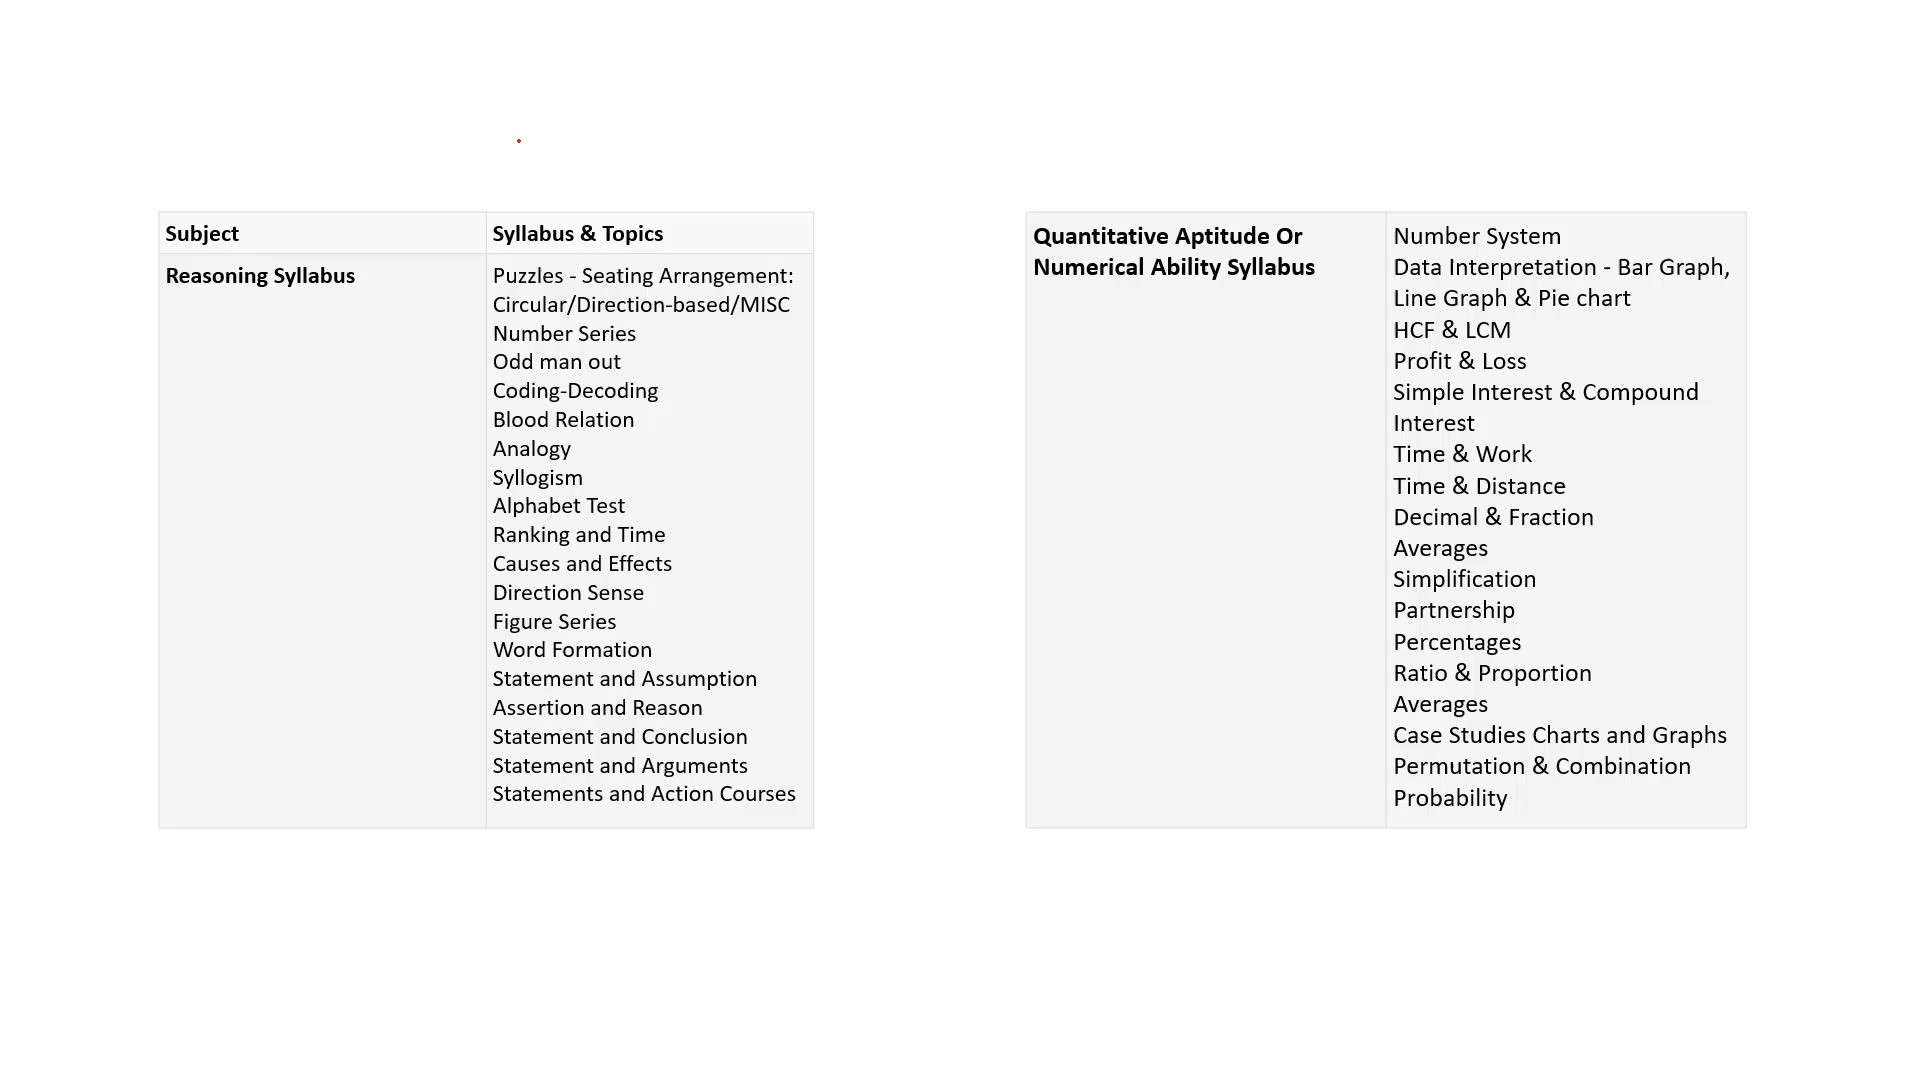 Subject
Syllabus & Topics
Reasoning Syllabus
Puzzles - Seating Arrangement:
Circular/Direction-based/MISC
Number Series
Odd man out
Coding-Decoding
Blood Relation
Analogy
Syllogism
Alphabet Test
Ranking and Time
Causes and Effects
Direction Sense
Figure Series
Word Formation
Statement and Assumption
Assertion and Reason
Statement and Conclusion
Statement and Arguments
Statements and Action Courses
Quantitative Aptitude Or
Numerical Ability Syllabus
Number System
Data Interpretation - Bar Graph,
Line Graph & Pie chart
HCF & LCM
Profit & Loss
Simple Interest & Compound
Interest
Time & Work
Time & Distance
Decimal & Fraction
Averages
Simplification
Partnership
Percentages
Ratio & Proportion
Averages
Case Studies Charts and Graphs
Permutation & Combination
Probability